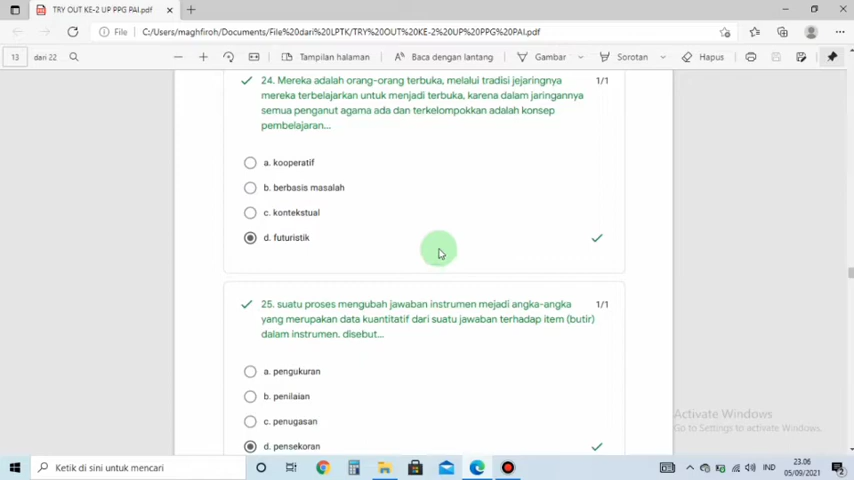 TRY OUT KE-2 UP PPG PAI.pdf
File
C:/Users/maghfiroh/Documents/File%20dari%20LPTK/TRY%20OUT%20KE-2%20UP%20PPG%20PAI.pdf
13 dari 22
Tampilan halaman
Baca dengan lantang
Gambar
Sorotan
Hapus
24. Mereka adalah orang-orang terbuka, melalui tradisi jejaringnya 1/1
mereka terbelajarkan untuk menjadi terbuka, karena dalam jaringannya
semua penganut agama ada dan terkelompokkan adalah konsep
pembelajaran...
a. kooperatif
b. berbasis masalah
c. kontekstual
d. futuristik
25. suatu proses mengubah jawaban instrumen mejadi angka-angka 1/1
yang merupakan data kuantitatif dari suatu jawaban terhadap item (butir)
dalam instrumen. disebut...
a. pengukuran
b. penilaian
c. penugasan
d. pensekoran
Activate Windows
Go to Settings to activate Windows.
Ketik di sini untuk mencari
IND
23.06
05/09/2021
2